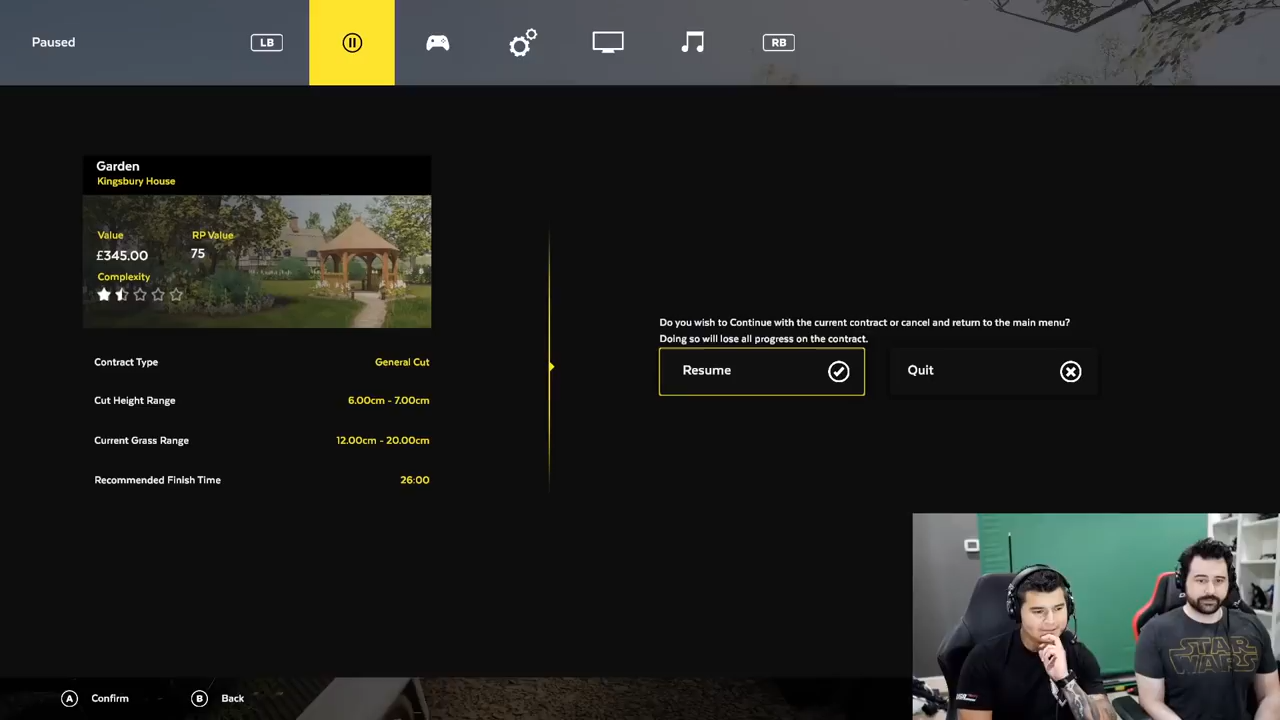 Paused
LB
RB
Garden
Kingsbury House
Value
RP Value
£345.00
75
Complexity
Contract Type
General Cut
Cut Height Range
6.00cm - 7.00cm
Current Grass Range
12.00cm - 20.00cm
Recommended Finish Time
26:00
Do you wish to Continue with the current contract or cancel and return to the main menu?
Doing so will lose all progress on the contract.
Resume
Quit
STAR
WARS
A
Confirm
B
Back